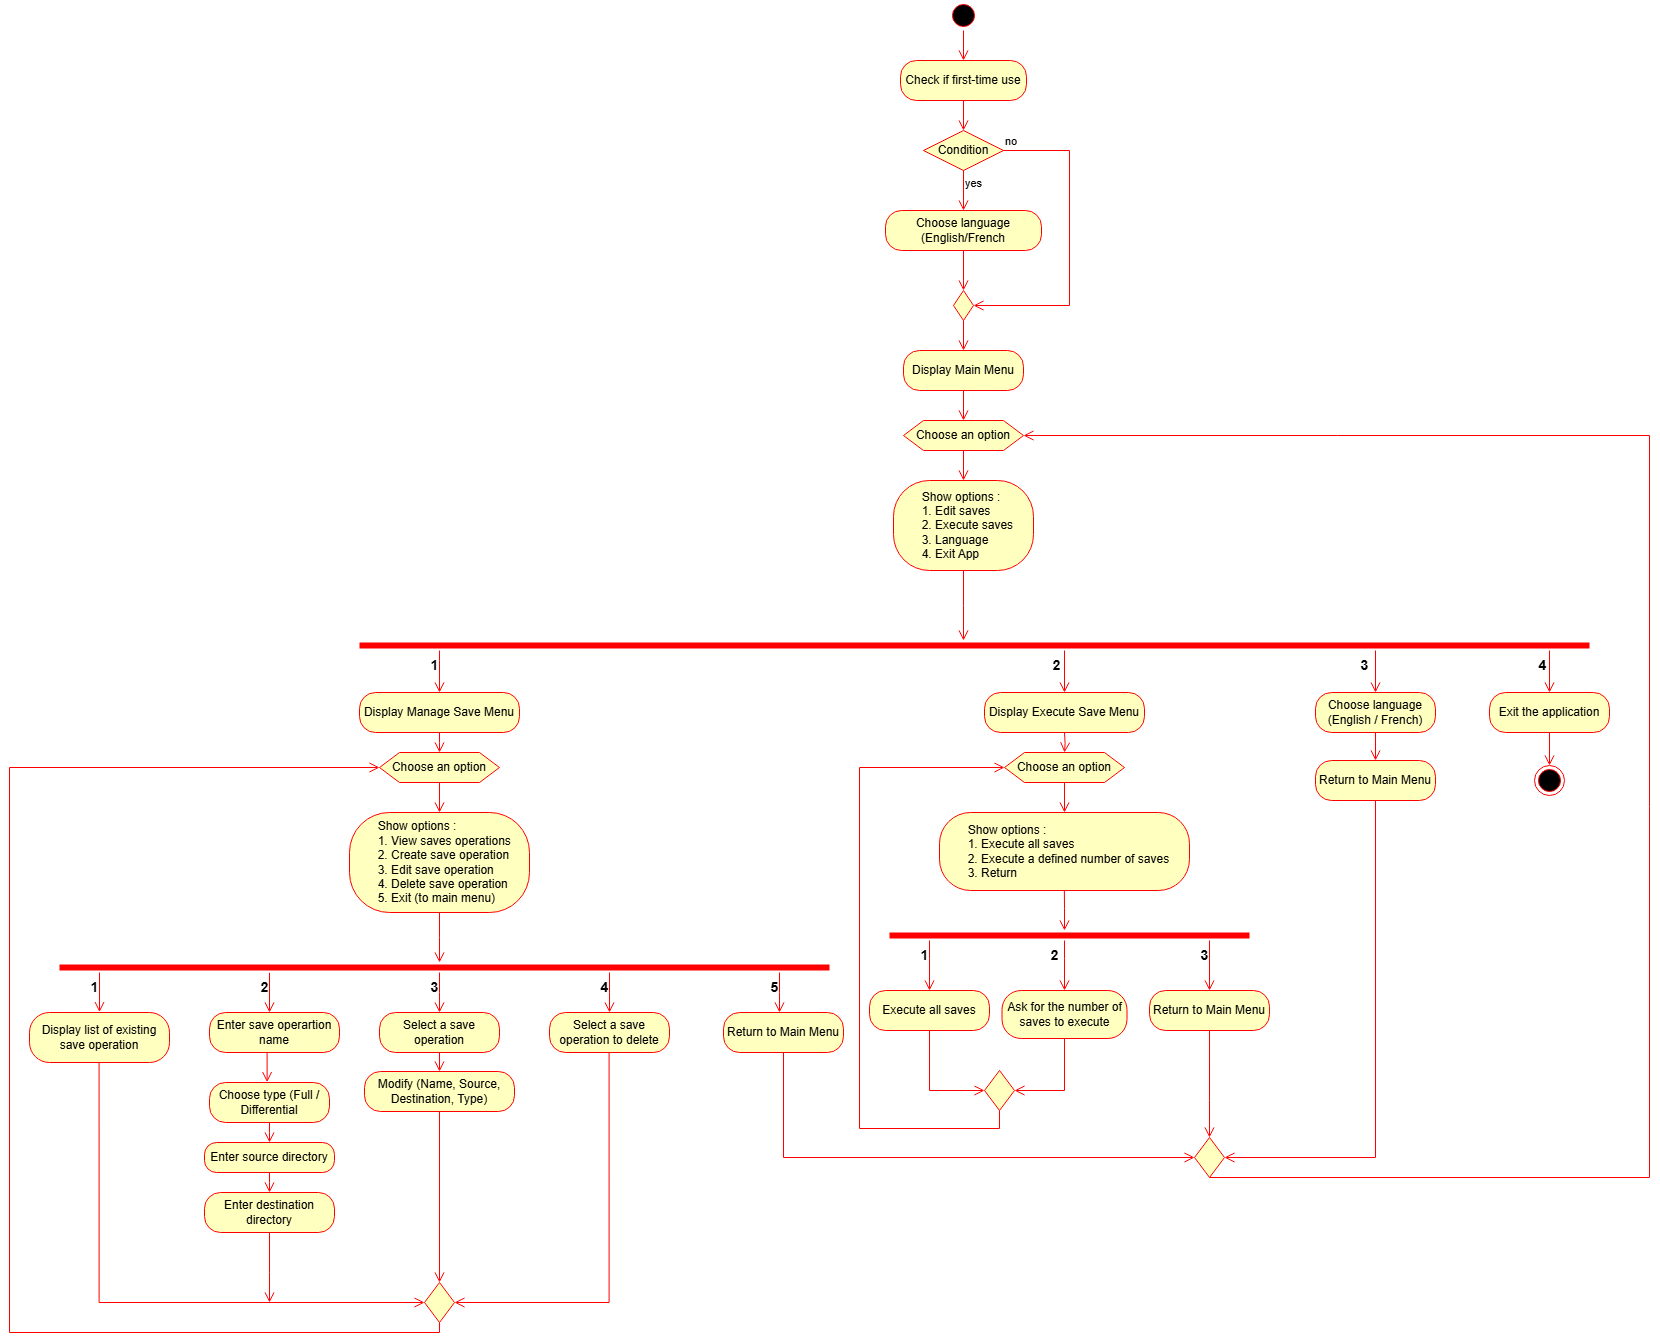 Check if first-time use
Condition
no
yes
Choose language
(English/French
Display Main Menu
Choose an option
Show options :
1. Edit saves
2. Execute saves
3. Language
4. Exit App
1
2
3
4
Display Manage Save Menu
Display Execute Save Menu
Choose language
(English / French)
Exit the application
Choose an option
Choose an option
Return to Main Menu
Show options :
1. View saves operations
2. Create save operation
3. Edit save operation
4. Delete save operation
5. Exit (to main menu)
Show options :
1. Execute all saves
2. Execute a defined number of saves
3. Return
1
2
3
4
5
1
2
3
Display list of existing
save operation
Enter save operartion
name
Select a save
operation
Select a save
operation to delete
Return to Main Menu
Execute all saves
Ask for the number of
saves to execute
Return to Main Menu
Choose type (Full /
Differential
Modify (Name, Source,
Destination, Type)
Enter source directory
Enter destination
directory